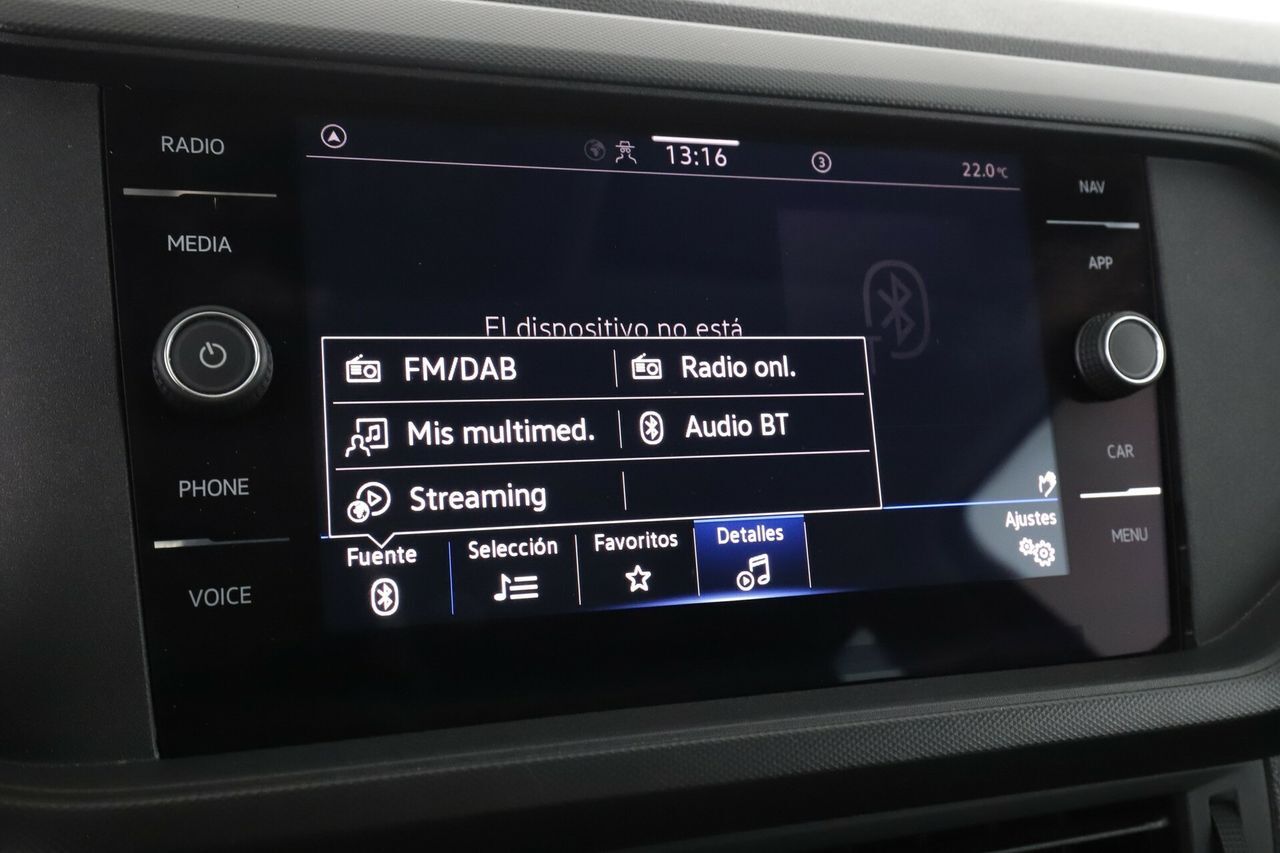 RADIO
MEDIA
PHONE
VOICE
13:16
3
22.0°C
El dispositivo no está
FM/DAB
Radio onl.
Mis multimed.
Audio BT
Streaming
Fuente
Selección
Favoritos
Detalles
Ajustes
NAV
APP
CAR
MENU